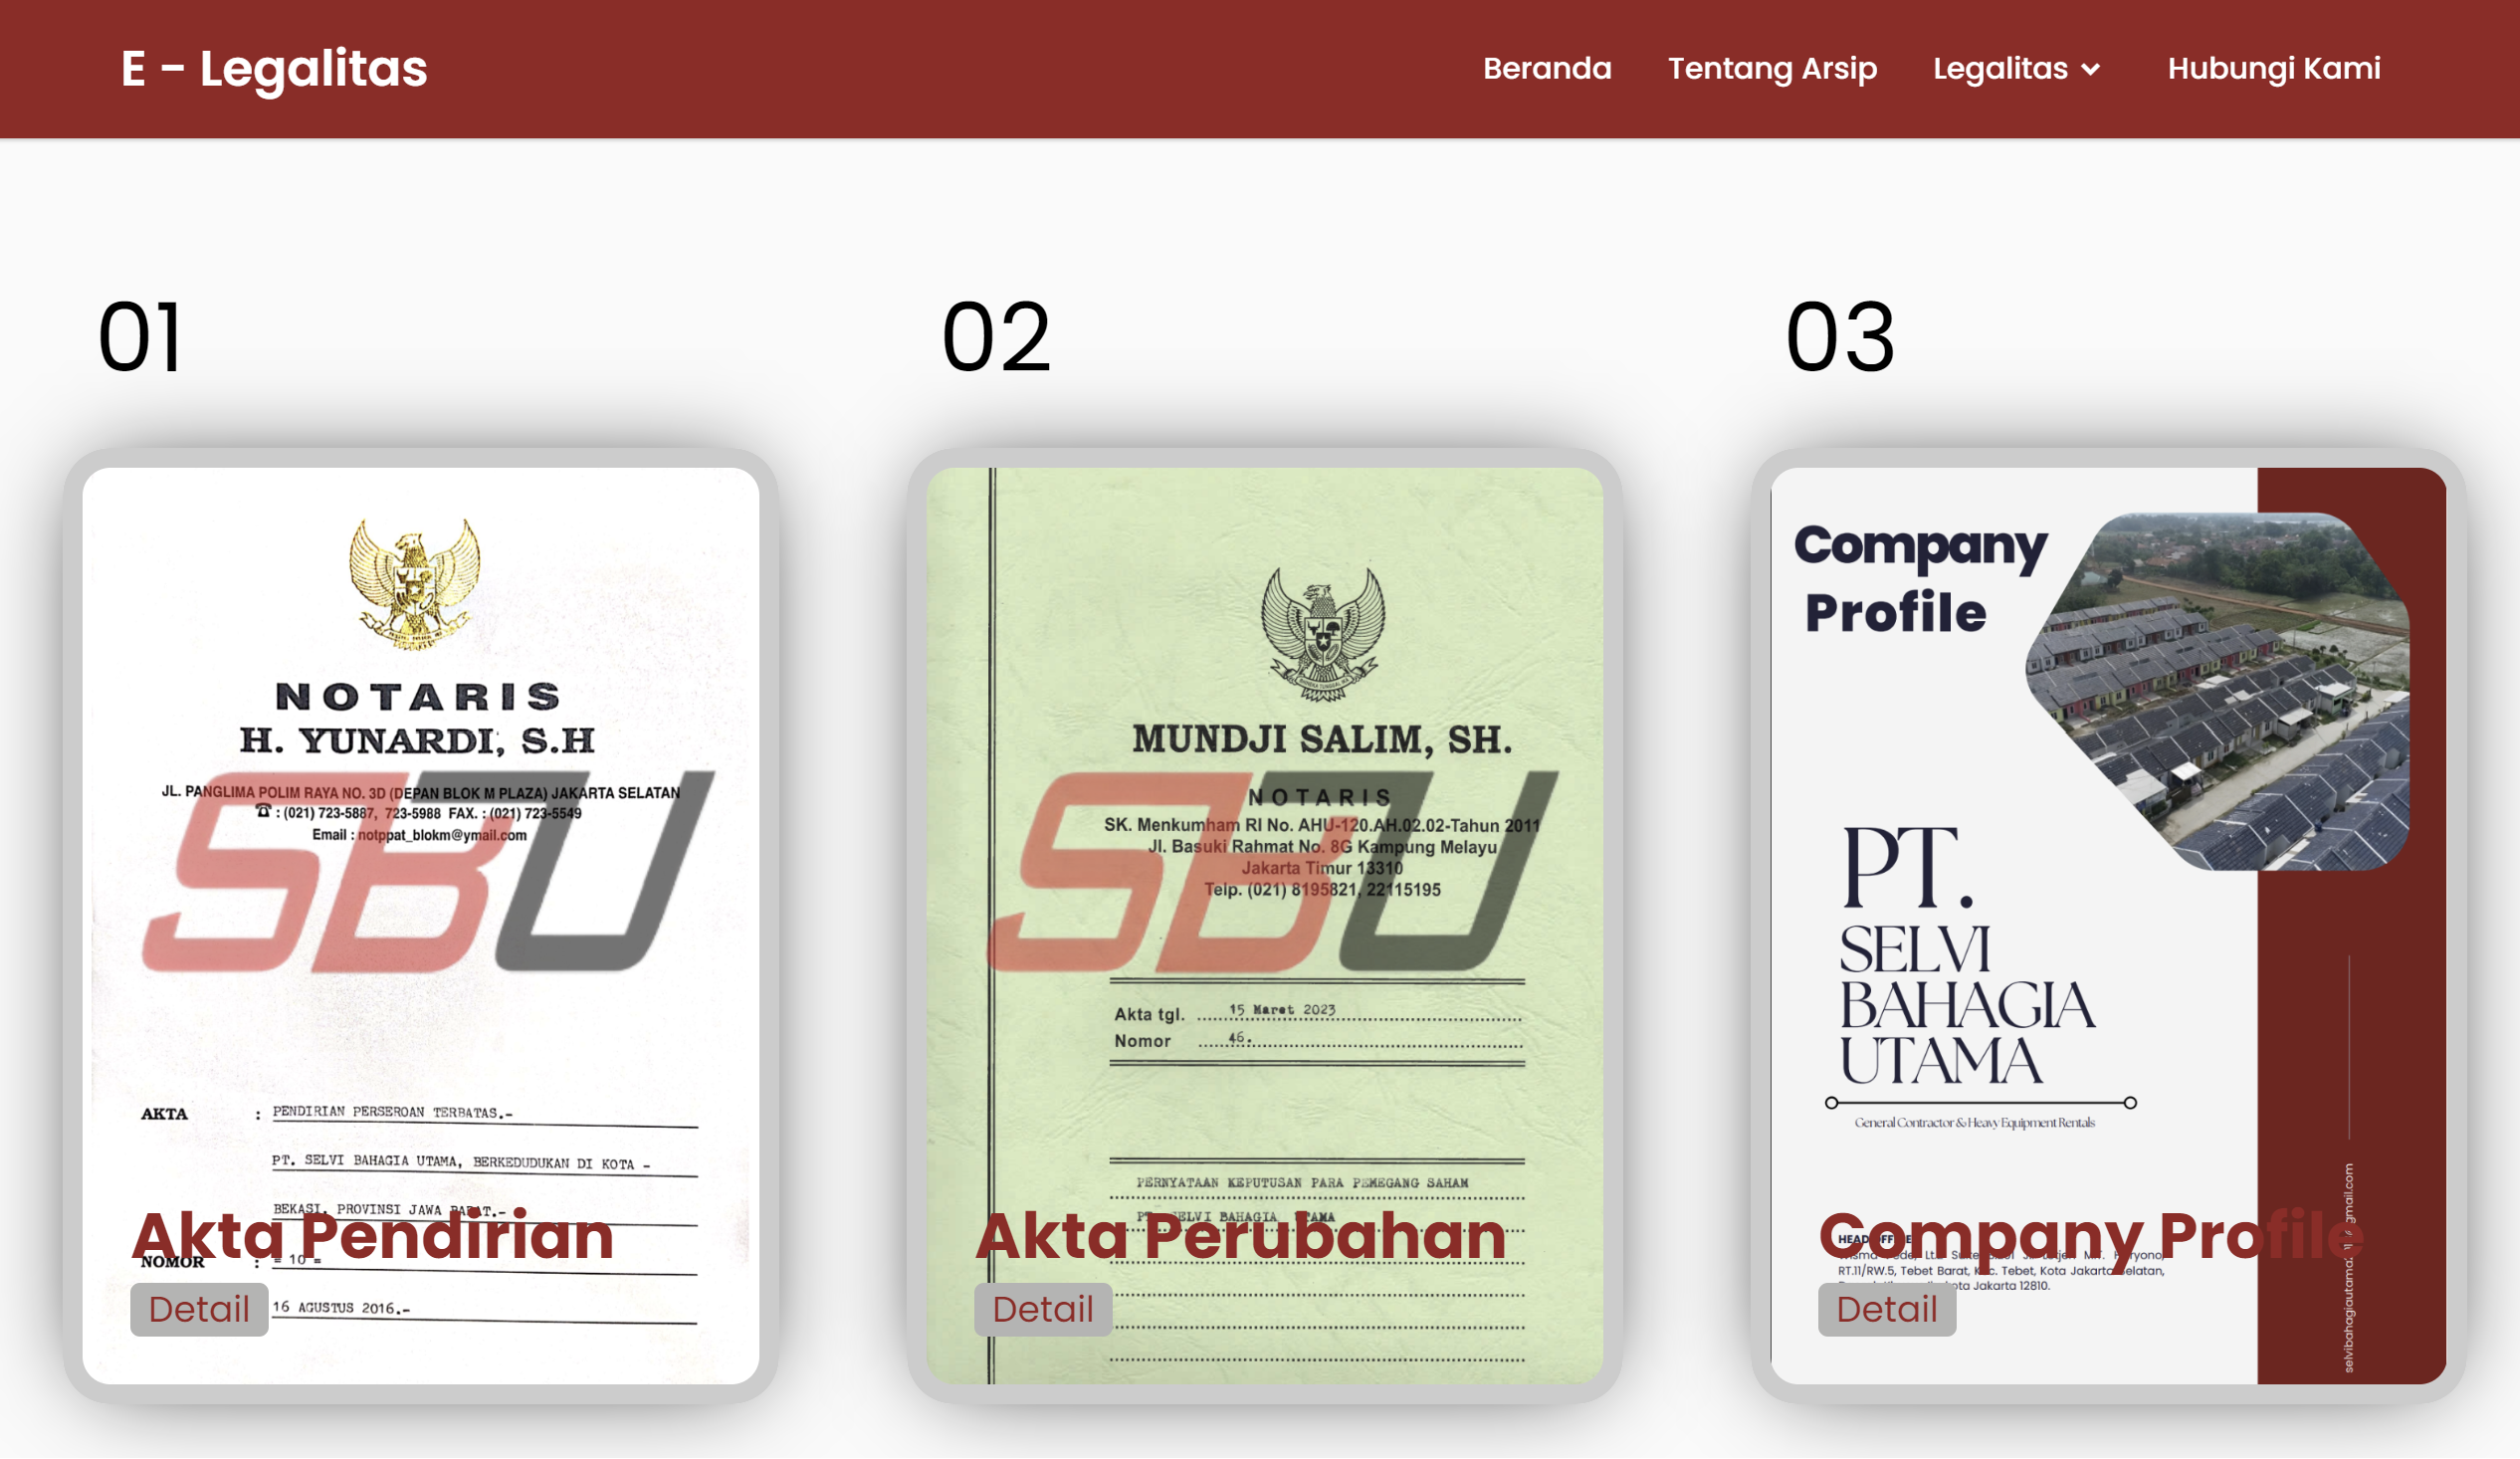 E - Legalitas
Beranda
Tentang Arsip
Legalitas
Hubungi Kami
01
02
03
NOTARIS
H. YUNARDI, S.H
JL. PANGLIMA POLIM RAYA NO. 3D (DEPAN BLOK M PLAZA) JAKARTA SELATAN
: (021) 723-5887, 723-5988 FAX. : (021) 723-5549
Email : notppat_blokm@ymail.com
SBU
AKTA : PENDIRIAN PERSEROAN TERBATAS.-
PT. SELVI BAHAGIA UTAMA, BERKEDUDUKAN DI KOTA -
BEKASI, PROVINSI JAWA BARAT.-
Akta Pendirian
NOMOR : = 10 =
Detail
16 AGUSTUS 2016.-
MUNDJI SALIM, SH.
NOTARIS
SK. Menkumham RI No. AHU-120.AH.02.02-Tahun 2011
Jl. Basuki Rahmat No. 8G Kampung Melayu
Jakarta Timur 13310
Telp. (021) 8195821, 22115195
SBU
Akta tgl. 15 Maret 2023
Nomor 46.
PERNYATAAN KEPUTUSAN PARA PEMEGANG SAHAM
PT. SELVI BAHAGIA UTAMA
Akta Perubahan
Detail
Company
Profile
PT.
SELVI
BAHAGIA
UTAMA
General Contractor & Heavy Equipment Rentals
Company Profile
HEAD OFFICE
RT.11/RW.5, Tebet Barat, Kec. Tebet, Kota Jakarta Selatan,
Jakarta 12810.
Detail